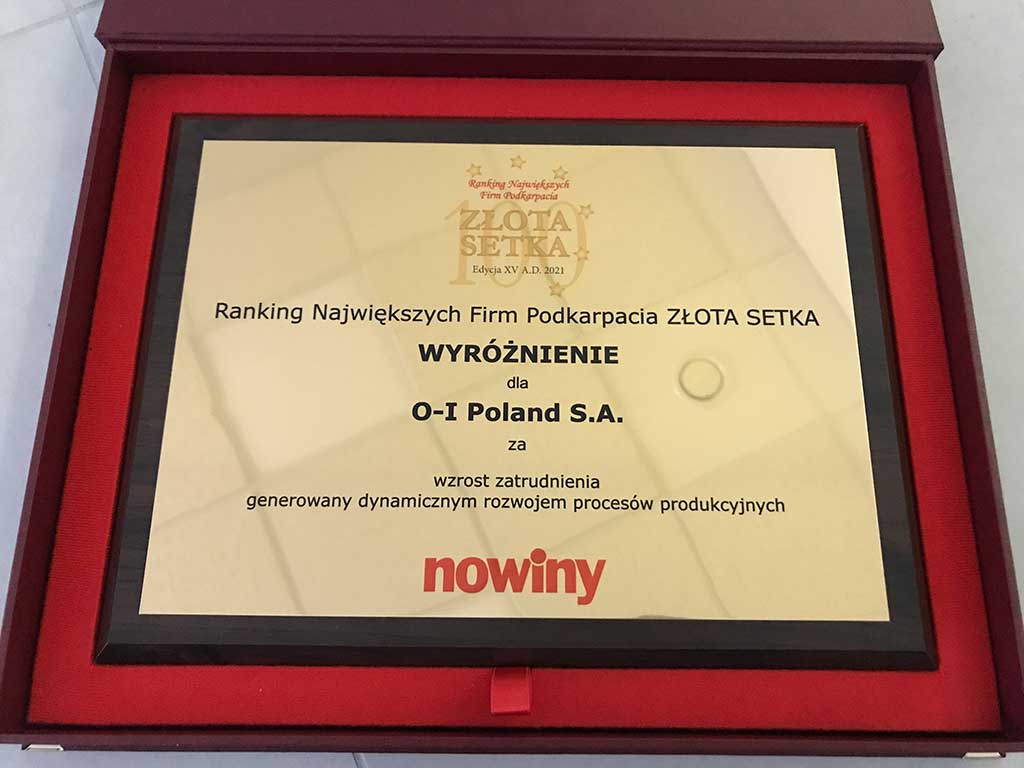 Ranking Największych
Firm Podkarpacia
100
ZŁOTA
SETKA
Edycja XV A.D. 2021
Ranking Największych Firm Podkarpacia ZŁOTA SETKA
WYRÓŻNIENIE
dla
O-I Poland S.A.
za
wzrost zatrudnienia
generowany dynamicznym rozwojem procesów produkcyjnych
nowiny